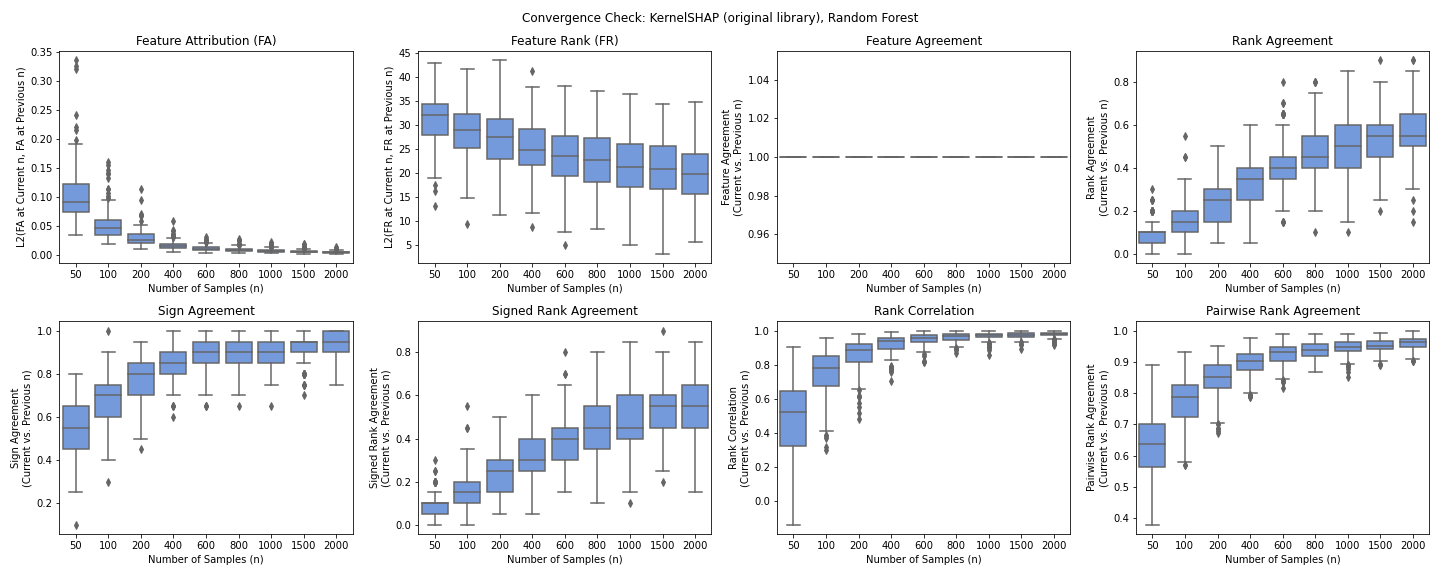 Convergence Check: KernelSHAP (original library), Random Forest
Feature Attribution (FA)
L2(FA at Current n, FA at Previous n)
0.35
0.30
0.25
0.20
0.15
0.10
0.05
0.00
50 100 200 400 600 800 1000 1500 2000
Number of Samples (n)
Feature Rank (FR)
L2(FR at Current n, FR at Previous n)
45
40
35
30
25
20
15
10
5
50 100 200 400 600 800 1000 1500 2000
Number of Samples (n)
Feature Agreement
Feature Agreement
(Current vs. Previous n)
1.04
1.02
1.00
0.98
0.96
50 100 200 400 600 800 1000 1500 2000
Number of Samples (n)
Rank Agreement
Rank Agreement
(Current vs. Previous n)
0.8
0.6
0.4
0.2
0.0
50 100 200 400 600 800 1000 1500 2000
Number of Samples (n)
Sign Agreement
Sign Agreement
(Current vs. Previous n)
1.0
0.8
0.6
0.4
0.2
50 100 200 400 600 800 1000 1500 2000
Number of Samples (n)
Signed Rank Agreement
Signed Rank Agreement
(Current vs. Previous n)
0.8
0.6
0.4
0.2
0.0
50 100 200 400 600 800 1000 1500 2000
Number of Samples (n)
Rank Correlation
Rank Correlation
(Current vs. Previous n)
1.0
0.8
0.6
0.4
0.2
0.0
50 100 200 400 600 800 1000 1500 2000
Number of Samples (n)
Pairwise Rank Agreement
Pairwise Rank Agreement
(Current vs. Previous n)
1.0
0.9
0.8
0.7
0.6
0.5
0.4
50 100 200 400 600 800 1000 1500 2000
Number of Samples (n)